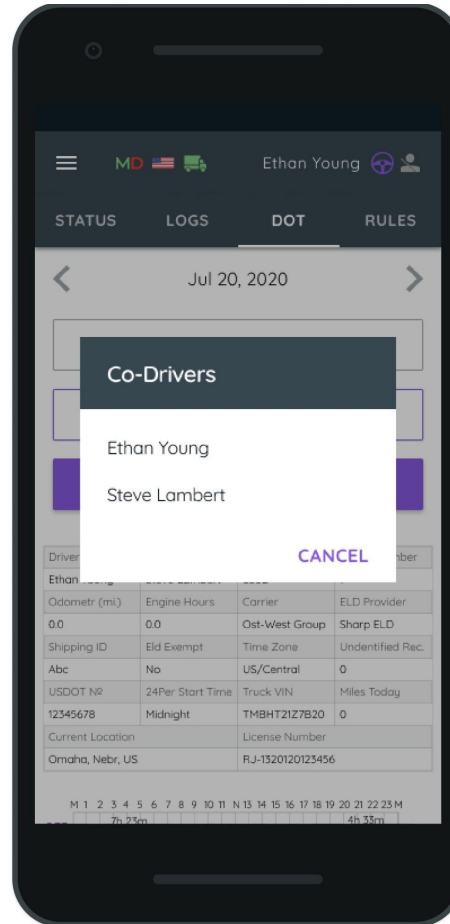 MD Ethan Young
STATUS LOGS DOT RULES
Jul 20, 2020
Co-Drivers
Ethan Young
Steve Lambert
CANCEL
Driver
Ethan Young Steve Lambert
Odometr (mi.) Engine Hours Carrier ELD Provider
0.0 0.0 Ost-West Group Sharp ELD
Shipping ID Eld Exempt Time Zone Undentified Rec.
Abc No US/Central 0
USDOT Nº 24Per Start Time Truck VIN Miles Today
12345678 Midnight TMBHT21Z7B20 0
Current Location License Number
Omaha, Nebr, US RJ-1320120123456
M 1 2 3 4 5 6 7 8 9 10 11 N 13 14 15 16 17 18 19 20 21 22 23 M
7h 23m 4h 33m